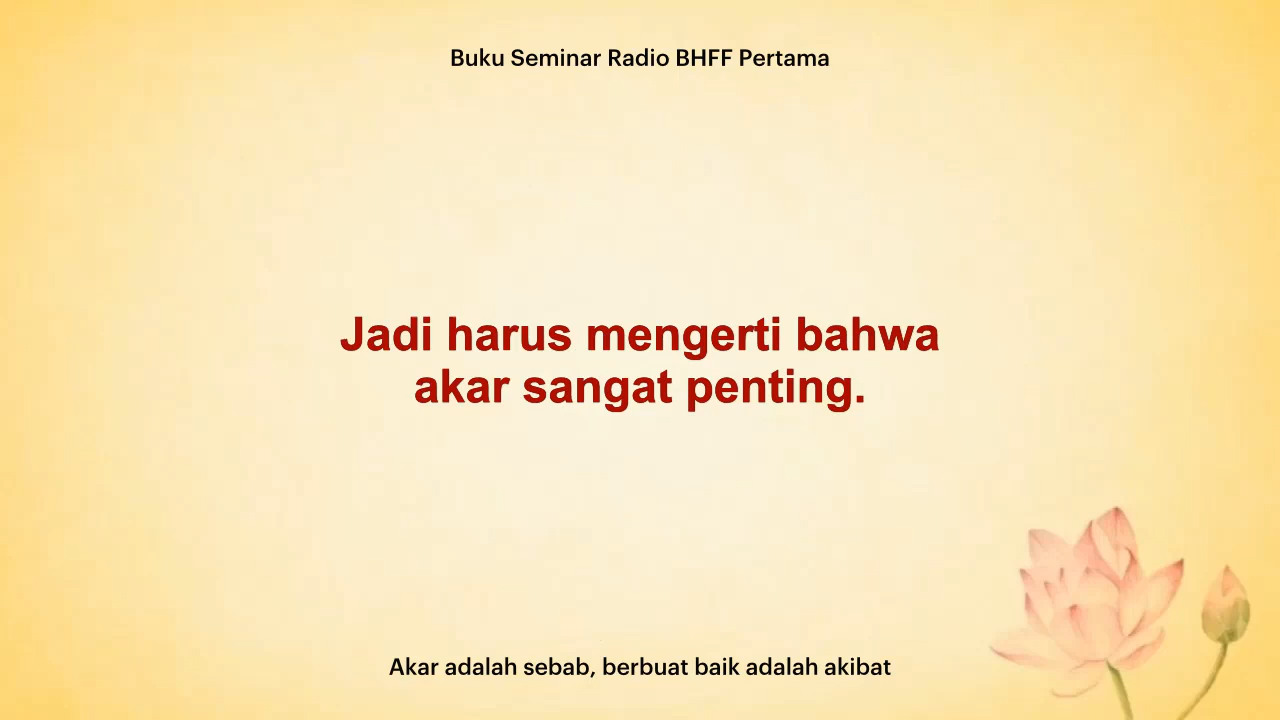 Buku Seminar Radio BHFF Pertama
Jadi harus mengerti bahwa
akar sangat penting.
Akar adalah sebab, berbuat baik adalah akibat